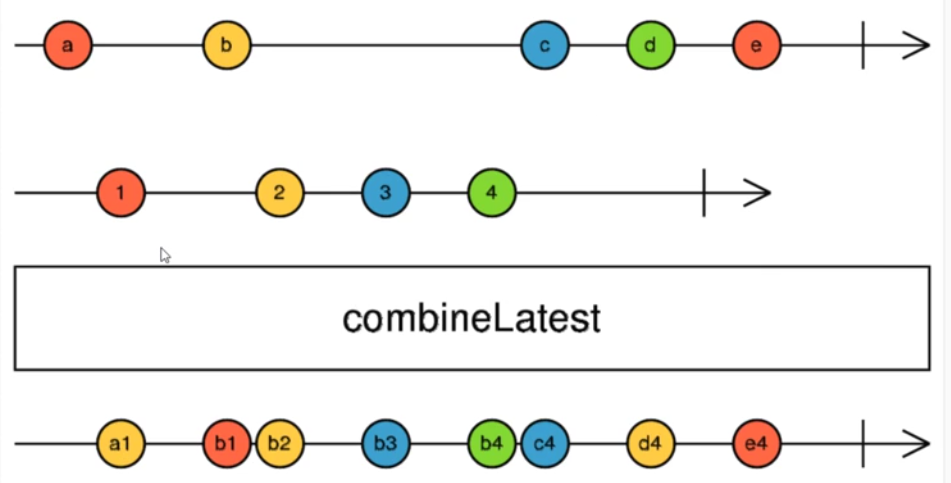 a b c d e
1 2 3 4
combineLatest
a1 b1 b2 b3 b4 c4 d4 e4